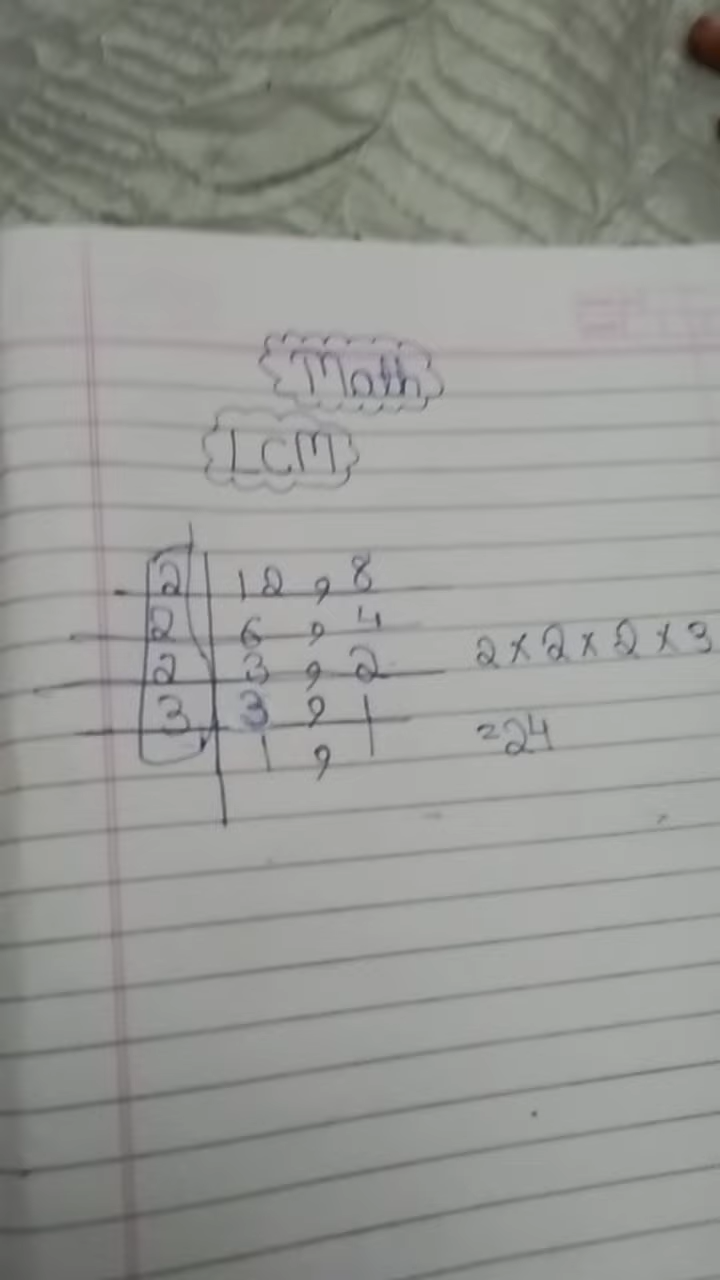 Math
LCM
2 | 12, 8
2 | 6, 4
2 | 3, 2
3 | 3, 1
1, 1
2 × 2 × 2 × 3
= 24